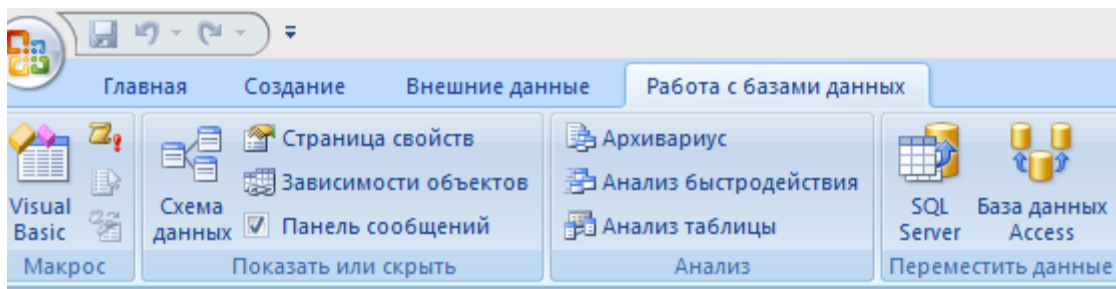 Главная Создание Внешние данные Работа с базами данных
Visual Basic
Схема данных
Страница свойств
Зависимости объектов
Панель сообщений
Архивариус
Анализ быстродействия
Анализ таблицы
SQL Server
База данных Access
Макрос Показать или скрыть Анализ Переместить данные